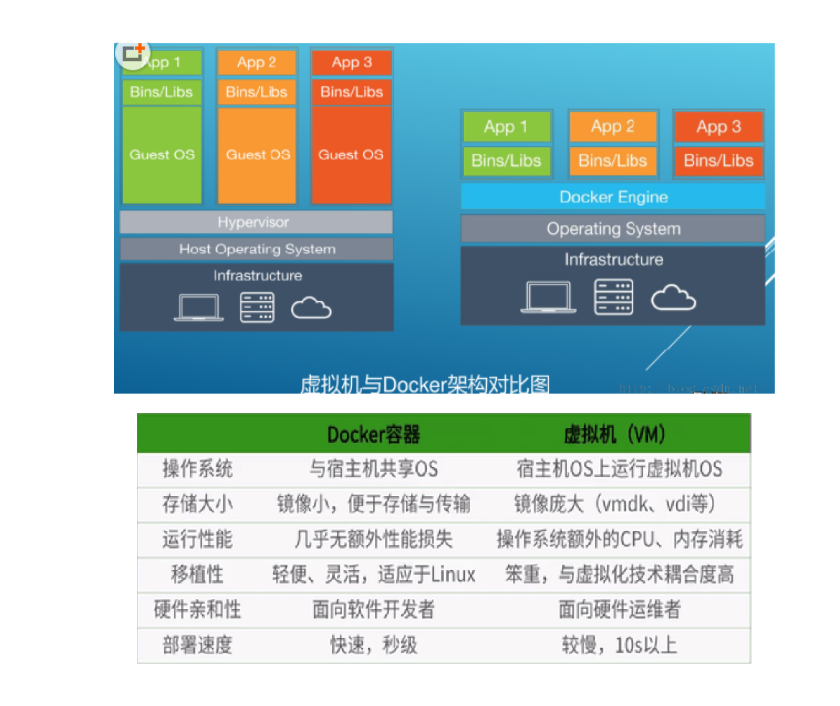 App 1 App 2 App 3
Bins/Libs Bins/Libs Bins/Libs
Guest OS Guest OS Guest OS
Hypervisor
Host Operating System
Infrastructure
App 1 App 2 App 3
Bins/Libs Bins/Libs Bins/Libs
Docker Engine
Operating System
Infrastructure
虚拟机与Docker架构对比图
Docker容器 虚拟机（VM）
操作系统 与宿主机共享OS 宿主机OS上运行虚拟机OS
存储大小 镜像小，便于存储与传输 镜像庞大（vmdk、vdi等）
运行性能 几乎无额外性能损失 操作系统额外的CPU、内存消耗
移植性 轻便、灵活，适应于Linux 笨重，与虚拟化技术耦合度高
硬件亲和性 面向软件开发者 面向硬件运维者
部署速度 快速，秒级 较慢，10s以上